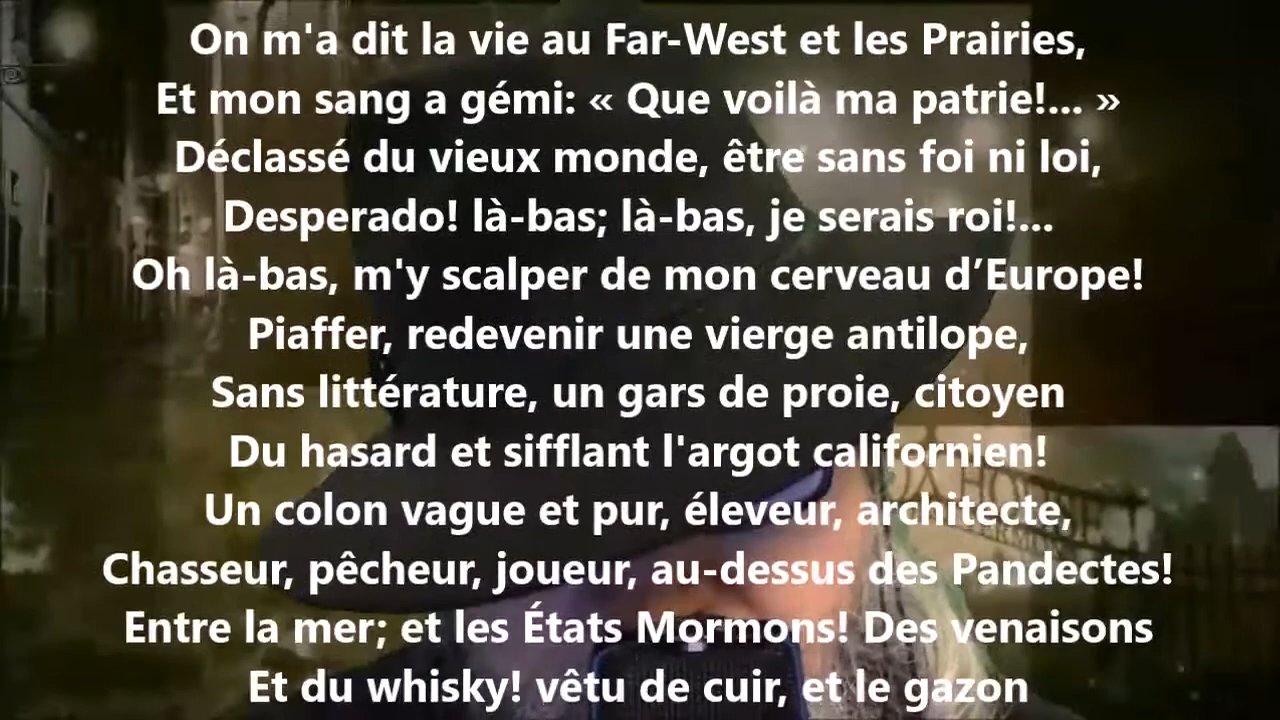 On m'a dit la vie au Far-West et les Prairies,
Et mon sang a gémi: « Que voilà ma patrie!... »
Déclassé du vieux monde, être sans foi ni loi,
Desperado! là-bas; là-bas, je serais roi!...
Oh là-bas, m'y scalper de mon cerveau d’Europe!
Piaffer, redevenir une vierge antilope,
Sans littérature, un gars de proie, citoyen
Du hasard et sifflant l'argot californien!
Un colon vague et pur, éleveur, architecte,
Chasseur, pêcheur, joueur, au-dessus des Pandectes!
Entre la mer; et les États Mormons! Des venaisons
Et du whisky! vêtu de cuir, et le gazon